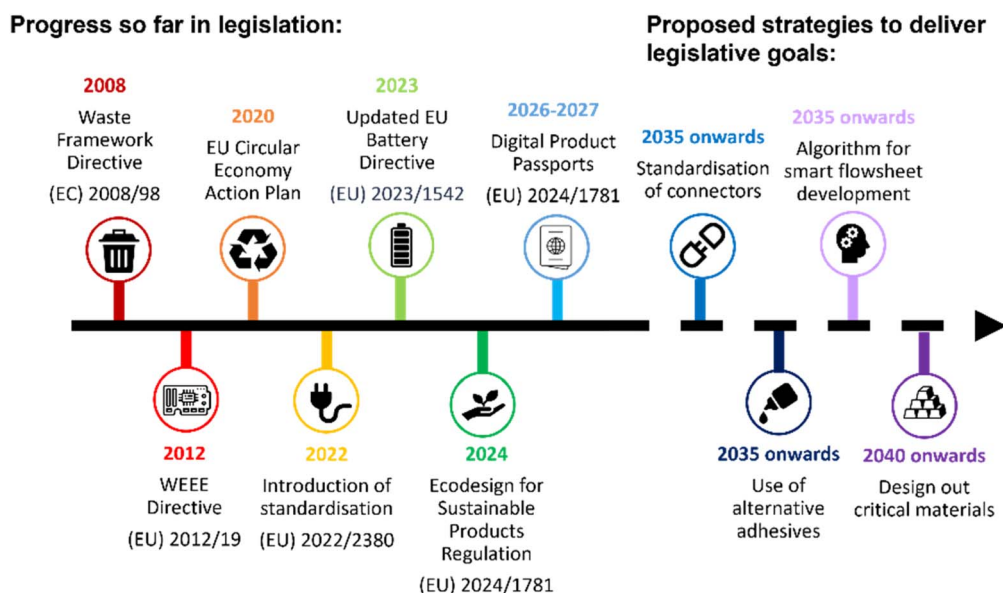 Progress so far in legislation:
Proposed strategies to deliver
legislative goals:
2008
Waste
Framework
Directive
(EC) 2008/98
2020
EU Circular
Economy
Action Plan
2023
Updated EU
Battery
Directive
(EU) 2023/1542
2026-2027
Digital Product
Passports
(EU) 2024/1781
2035 onwards
Standardisation
of connectors
2035 onwards
Algorithm for
smart flowsheet
development
2012
WEEE
Directive
(EU) 2012/19
2022
Introduction of
standardisation
(EU) 2022/2380
2024
Ecodesign for
Sustainable
Products
Regulation
(EU) 2024/1781
2035 onwards
Use of
alternative
adhesives
2040 onwards
Design out
critical materials